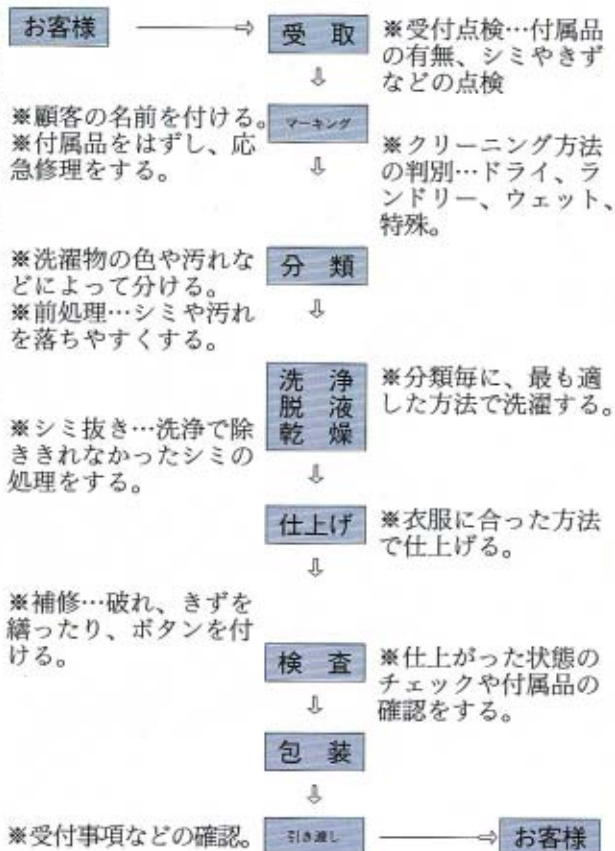 お客様
受取
※受付点検…付属品
の有無、シミやきず
などの点検
※顧客の名前を付ける。
※付属品をはずし、応
急修理をする。
マーキング
※クリーニング方法
の判別…ドライ、ラ
ンドリー、ウェット、
特殊。
※洗濯物の色や汚れな
どによって分ける。
※前処理…シミや汚れ
を落ちやすくする。
分類
洗浄
脱液
乾燥
※分類毎に、最も適
した方法で洗濯する。
※シミ抜き…洗浄で除
ききれなかったシミの
処理をする。
仕上げ
※衣服に合った方法
で仕上げる。
※補修…破れ、きずを
繕ったり、ボタンを付
ける。
検査
※仕上がった状態の
チェックや付属品の
確認をする。
包装
※受付事項などの確認。
引き渡し
お客様